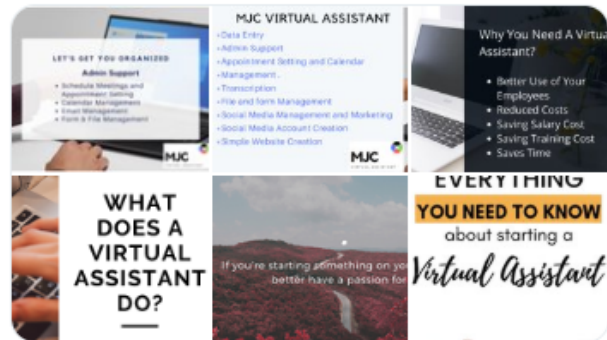 LET'S GET YOU ORGANIZED
Admin Support
Schedule Meetings and
Appointment Setting
Calendar Management
Email Management
Form & File Management
MJC
MJC VIRTUAL ASSISTANT
Data Entry
Admin Support
Appointment Setting and Calendar
Management.
Transcription
File and form Management
Social Media Management and Marketing
Social Media Account Creation
Simple Website Creation
MJC
VIRTUAL ASSISTANT
Why You Need A Virtua
Assistant?
Better Use of Your
Employees
Reduced Costs
Saving Salary Cost
Saving Training Cost
Saves Time
WHAT
DOES A
VIRTUAL
ASSISTANT
DO?
If you're starting something on yo
better have a passion for
EVERYTHING
YOU NEED TO KNOW
about starting a
Virtual Assistant